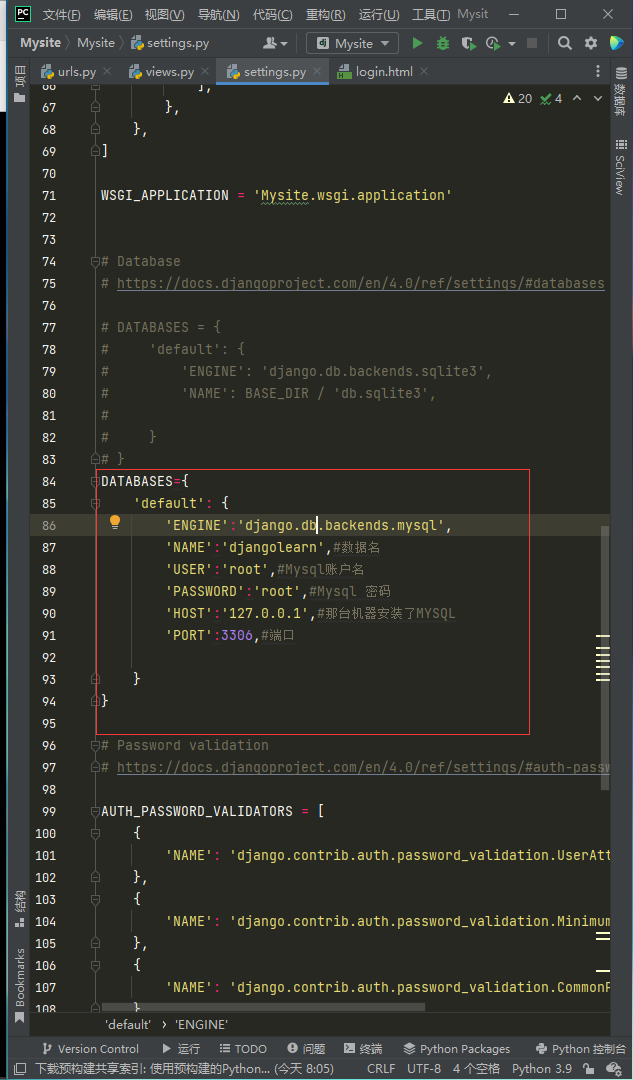 PC 文件(F) 编辑(E) 视图(V) 导航(N) 代码(C) 重构(R) 运行(U) 工具(T) Mysit
Mysite Mysite settings.py Mysite
项目
urls.py views.py settings.py login.html
数据库
SciView
20 4
66 ],
67 },
68 },
69 ]
70
71 WSGI_APPLICATION = 'Mysite.wsgi.application'
72
73
74 # Database
75 # https://docs.djangoproject.com/en/4.0/ref/settings/#databases
76
77 # DATABASES = {
78 # 'default': {
79 # 'ENGINE': 'django.db.backends.sqlite3',
80 # 'NAME': BASE_DIR / 'db.sqlite3',
81 #
82 # }
83 # }
84 DATABASES={
85 'default': {
86 'ENGINE':'django.db.backends.mysql',
87 'NAME':'djangolearn',#数据名
88 'USER':'root',#Mysql账户名
89 'PASSWORD':'root',#Mysql 密码
90 'HOST':'127.0.0.1',#那台机器安装了MYSQL
91 'PORT':3306,#端口
92
93 }
94 }
95
96 # Password validation
97 # https://docs.djangoproject.com/en/4.0/ref/settings/#auth-passw
98
99 AUTH_PASSWORD_VALIDATORS = [
100 {
101 'NAME': 'django.contrib.auth.password_validation.UserAtt
102 },
103 {
104 'NAME': 'django.contrib.auth.password_validation.Minimum
105 },
106 {
107 'NAME': 'django.contrib.auth.password_validation.CommonP
108 }
结构
Bookmarks
'default' › 'ENGINE'
Version Control 运行 TODO 问题 终端 Python Packages Python 控制台
下载预构建共享索引: 使用预构建的Python... (今天 8:05) CRLF UTF-8 4 个空格 Python 3.9